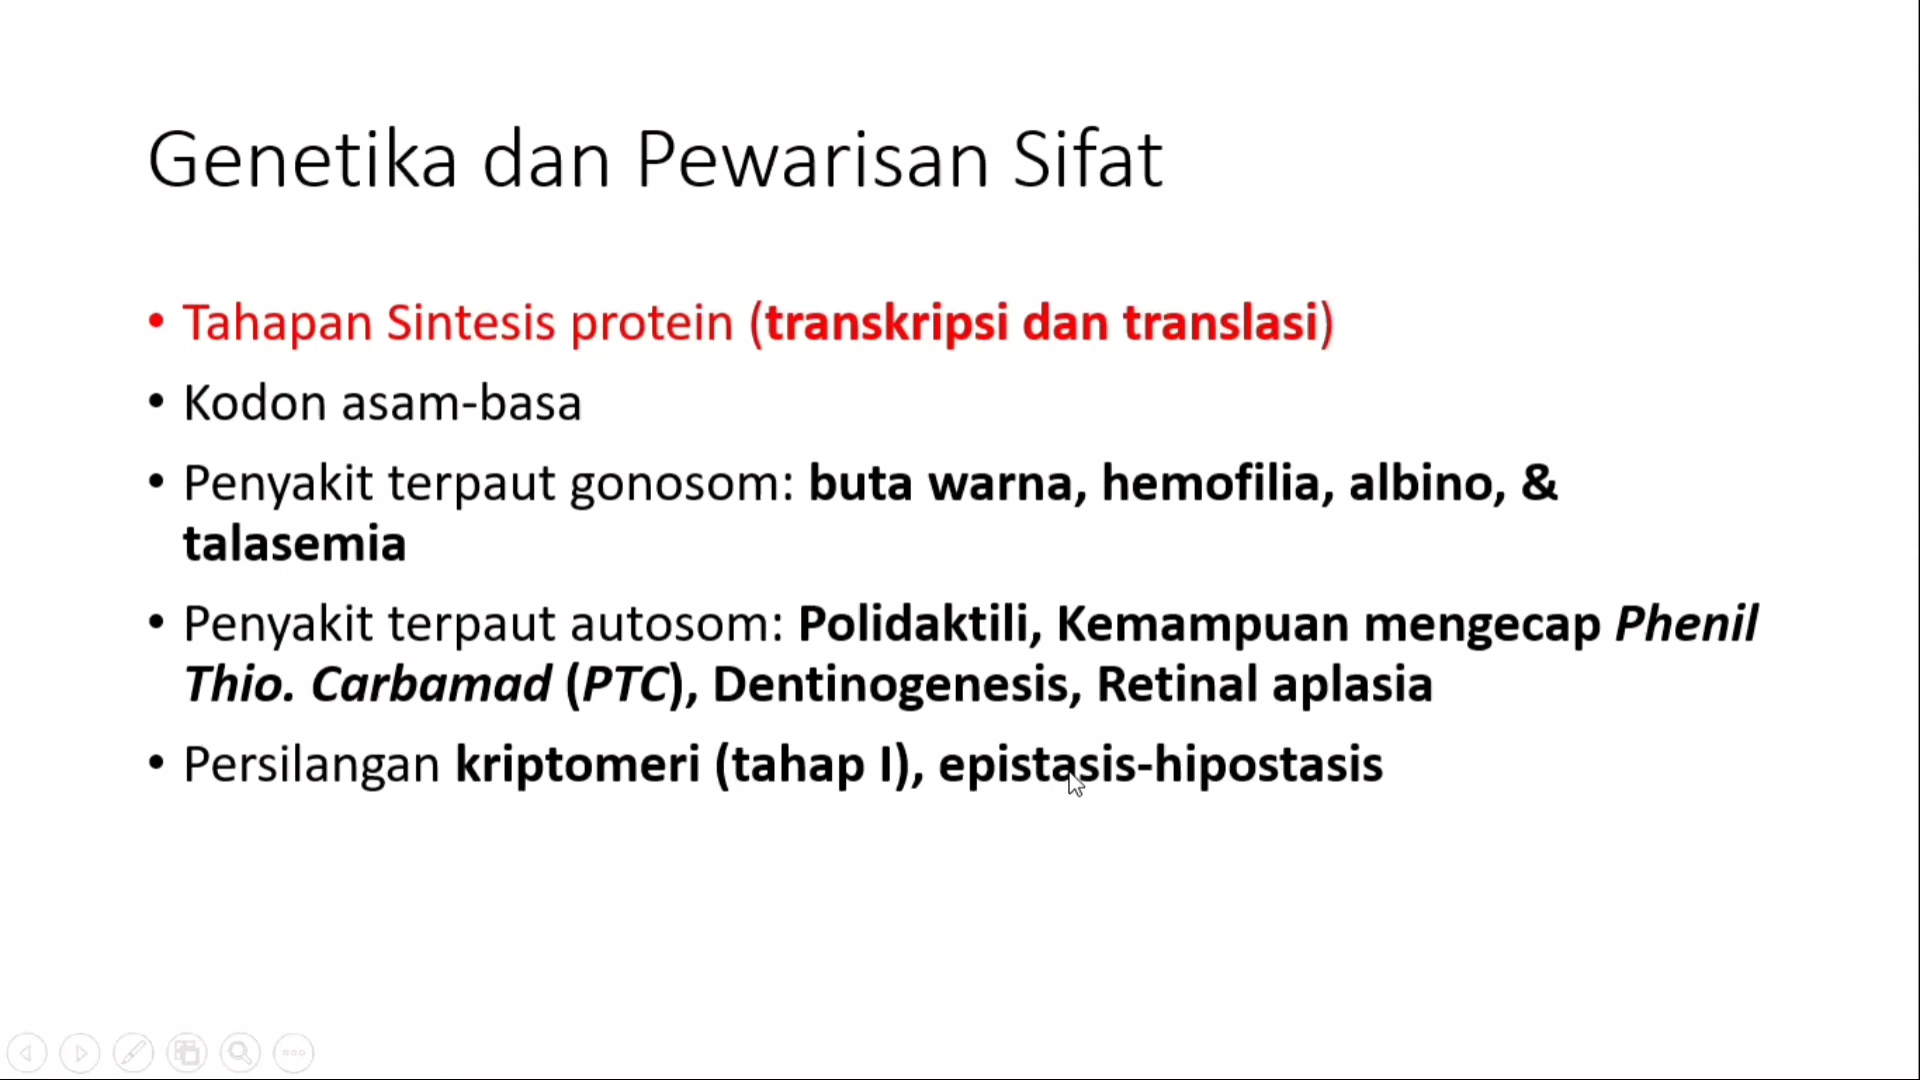 Genetika dan Pewarisan Sifat
• Tahapan Sintesis protein (transkripsi dan translasi)
• Kodon asam-basa
• Penyakit terpaut gonosom: buta warna, hemofilia, albino, &
talasemia
• Penyakit terpaut autosom: Polidaktili, Kemampuan mengecap Phenil
Thio. Carbamad (PTC), Dentinogenesis, Retinal aplasia
• Persilangan kriptomeri (tahap I), epistasis-hipostasis